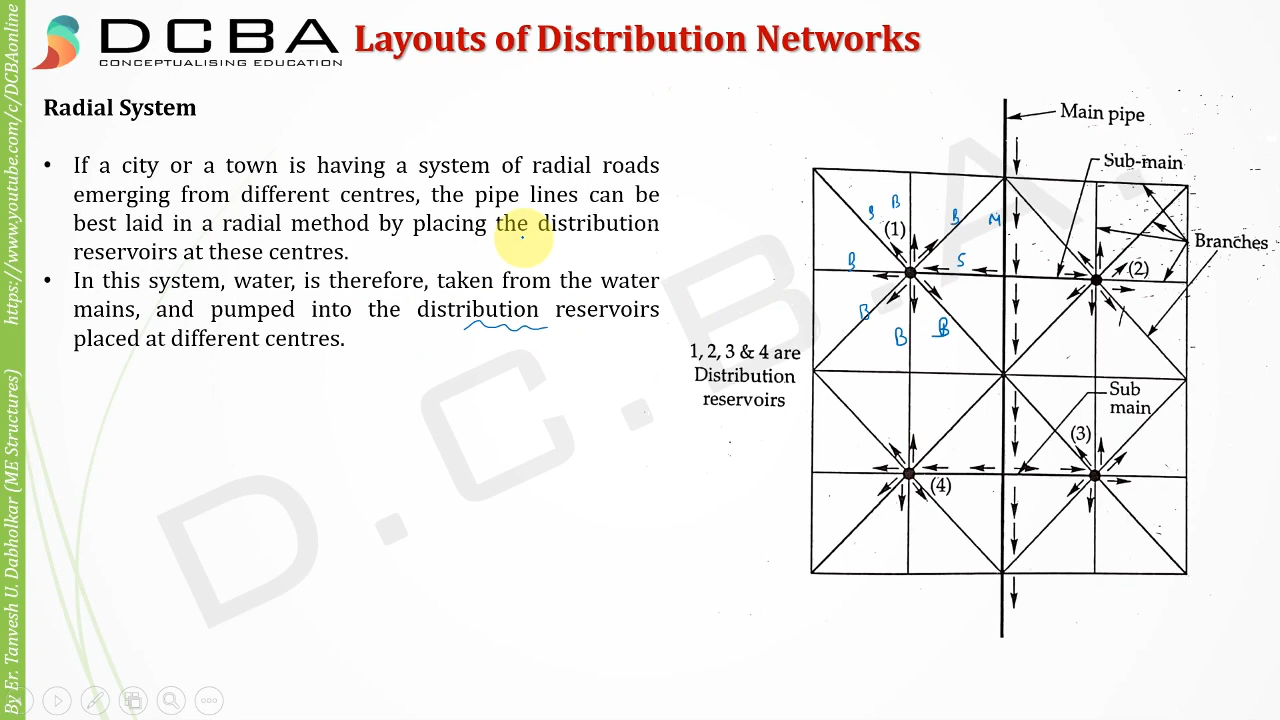 DCBA
CONCEPTUALISING EDUCATION
Layouts of Distribution Networks
By Er. Tanvesh U. Dabholkar (ME Structures) https://www.youtube.com/c/DCBAonline
Radial System
• If a city or a town is having a system of radial roads
emerging from different centres, the pipe lines can be
best laid in a radial method by placing the distribution
reservoirs at these centres.
• In this system, water, is therefore, taken from the water
mains, and pumped into the distribution reservoirs
placed at different centres.
Main pipe
Sub-main
B
B B M
(1)
B S
Branches
(2)
B
B B
1, 2, 3 & 4 are
Distribution
reservoirs
Sub
main
(3)
(4)
D.C.B.A.